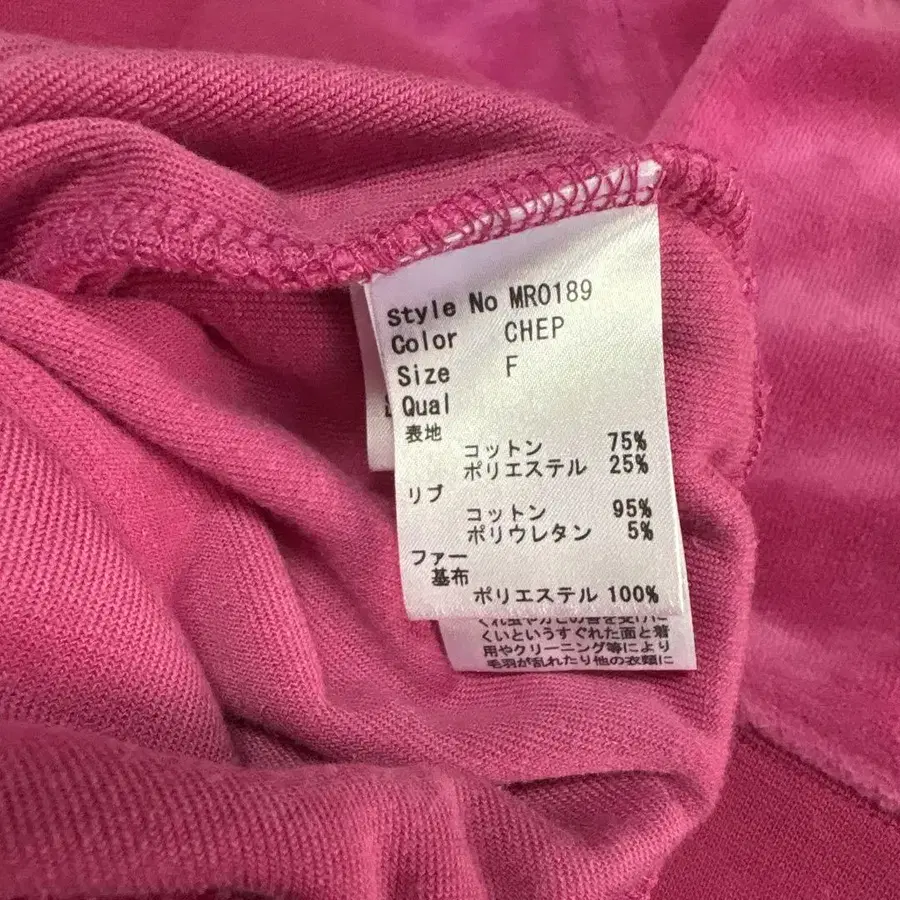 Style No MR0189
Color CHEP
Size F
Qual
表地
コットン 75%
ポリエステル 25%
リブ
コットン 95%
ポリウレタン 5%
ファー
基布
ポリエステル 100%
くいというすぐれた面と着
用やクリーニング等により
毛羽が乱れたり他の衣類に